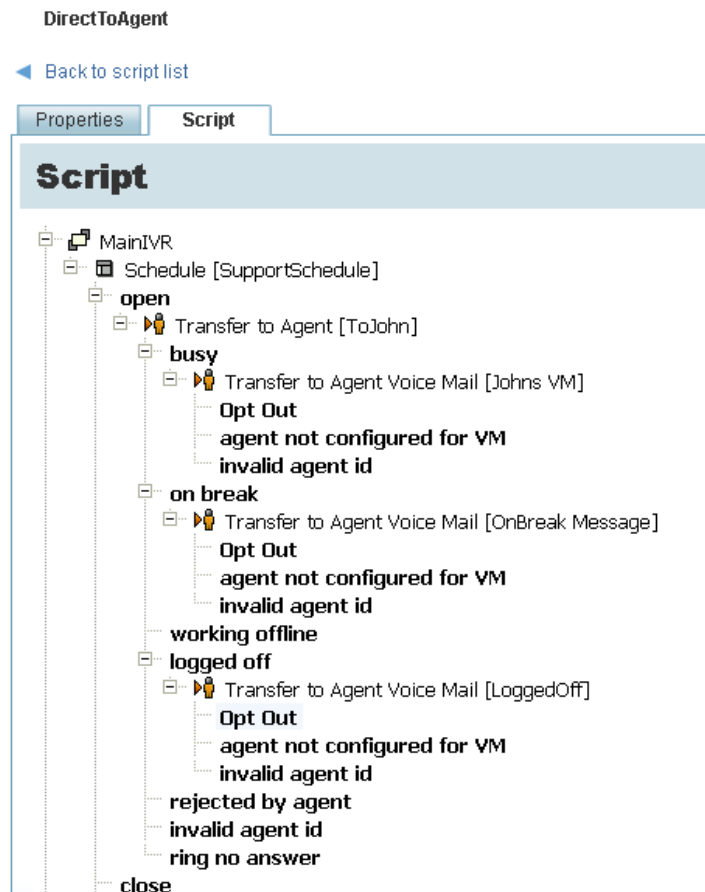 DirectToAgent
Back to script list
Properties Script
Script
MainIVR
Schedule [SupportSchedule]
open
Transfer to Agent [ToJohn]
busy
Transfer to Agent Voice Mail [Johns VM]
Opt Out
agent not configured for VM
invalid agent id
on break
Transfer to Agent Voice Mail [OnBreak Message]
Opt Out
agent not configured for VM
invalid agent id
working offline
logged off
Transfer to Agent Voice Mail [LoggedOff]
Opt Out
agent not configured for VM
invalid agent id
rejected by agent
invalid agent id
ring no answer
close